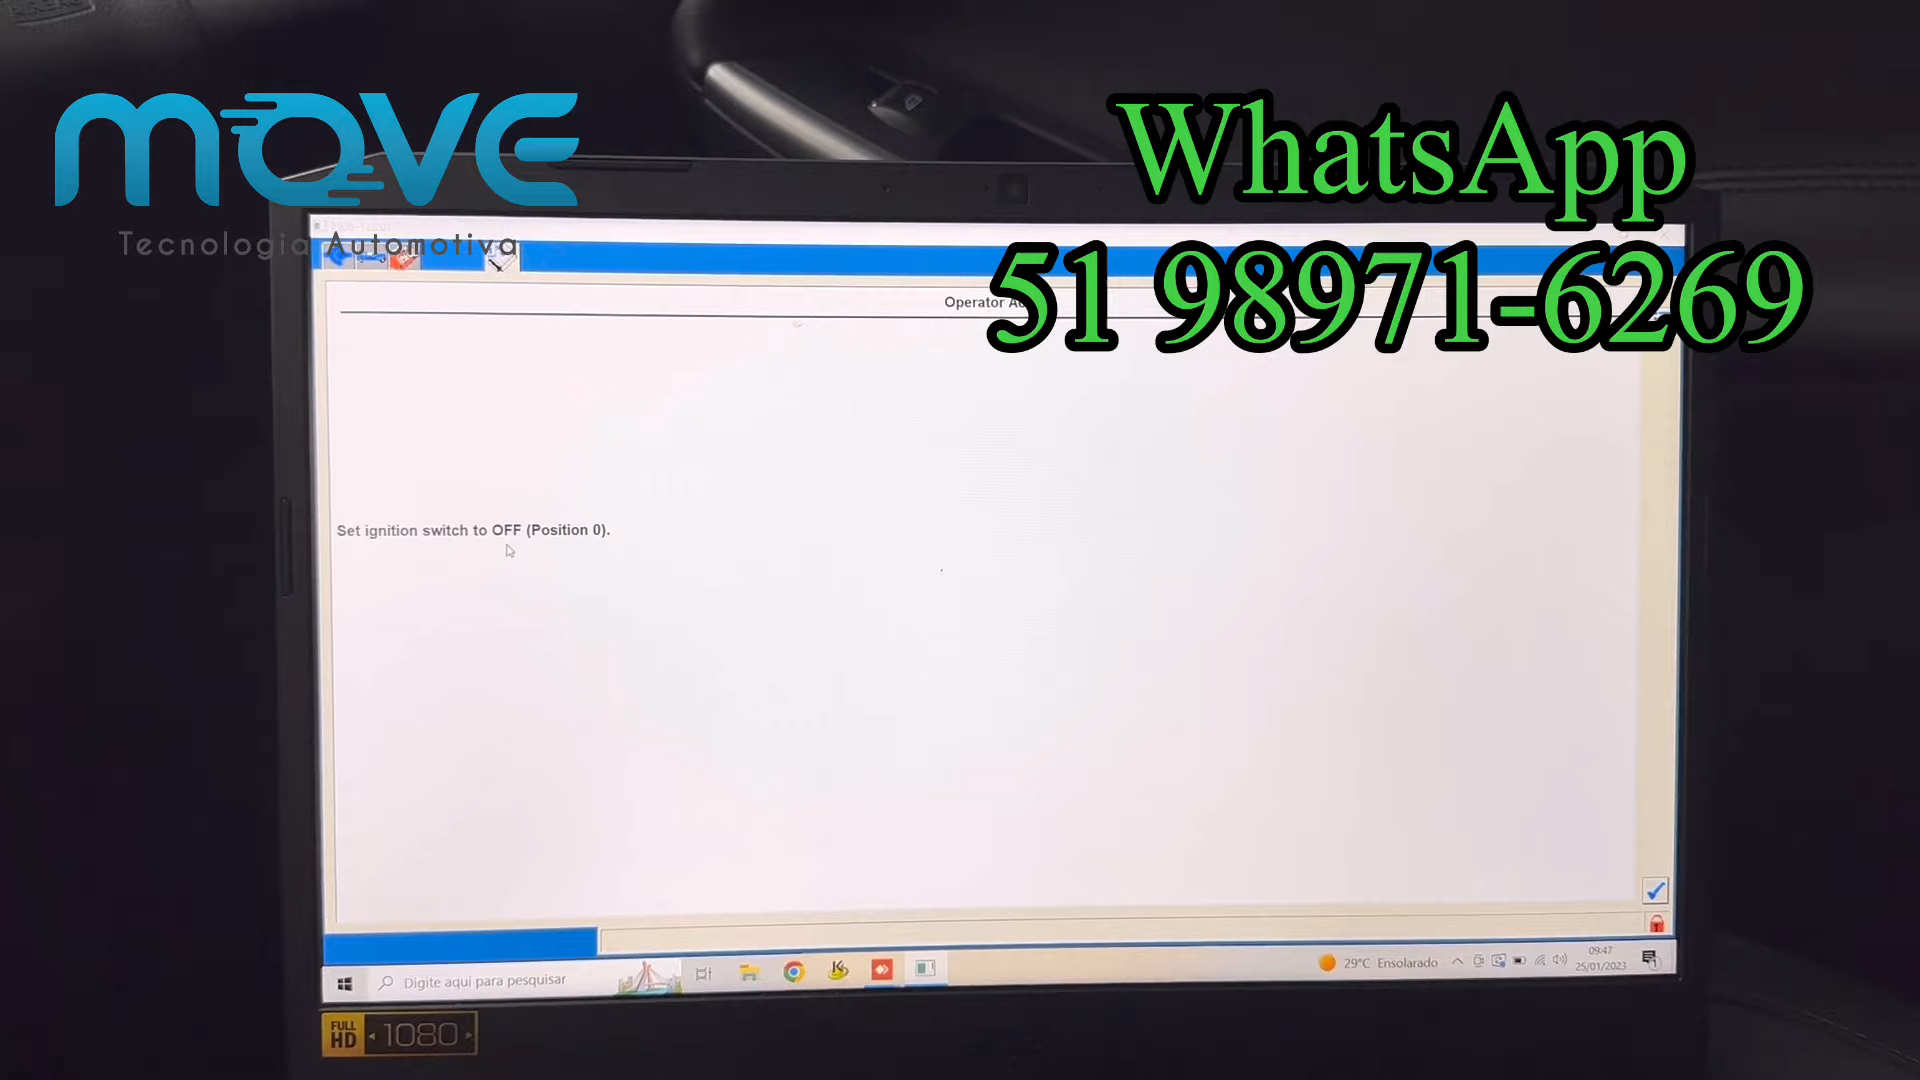 MOVE
Tecnologia Automotiva
WhatsApp
51 98971-6269
Operator
Set ignition switch to OFF (Position 0).
Digite aqui para pesquisar
29°C Ensolarado
09:47
25/01/2023
1
FULL HD
1080